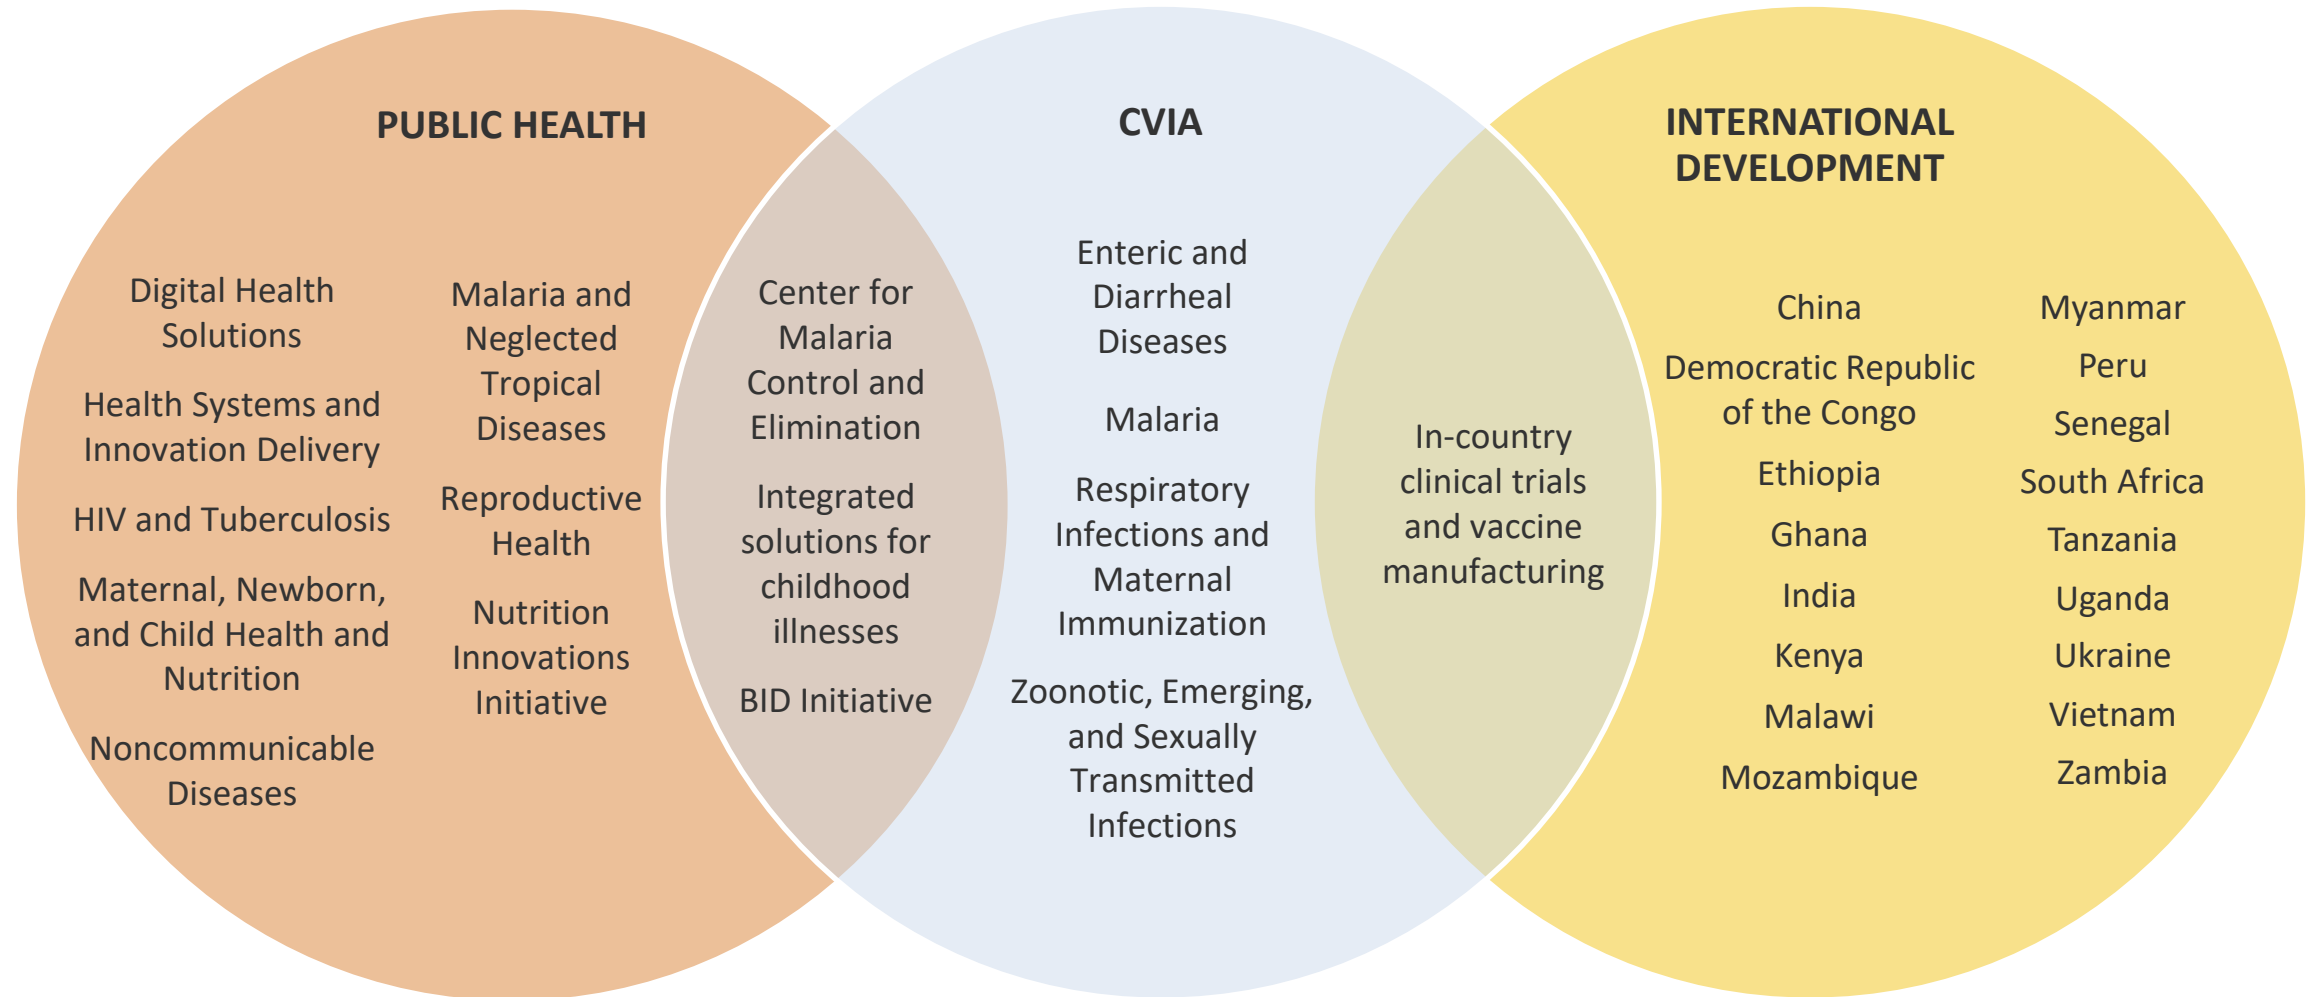 PUBLIC HEALTH
Digital Health
Solutions
Health Systems and
Innovation Delivery
HIV and Tuberculosis
Maternal, Newborn,
and Child Health and
Nutrition
Noncommunicable
Diseases
Malaria and
Neglected
Tropical
Diseases
Reproductive
Health
Nutrition
Innovations
Initiative
Center for
Malaria
Control and
Elimination
Integrated
solutions for
childhood
illnesses
BID Initiative
CVIA
Enteric and
Diarrheal
Diseases
Malaria
Respiratory
Infections and
Maternal
Immunization
Zoonotic, Emerging,
and Sexually
Transmitted
Infections
In-country
clinical trials
and vaccine
manufacturing
INTERNATIONAL
DEVELOPMENT
China
Democratic Republic
of the Congo
Ethiopia
Ghana
India
Kenya
Malawi
Mozambique
Myanmar
Peru
Senegal
South Africa
Tanzania
Uganda
Ukraine
Vietnam
Zambia